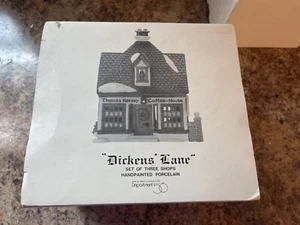 Thomas Kersey Coffee House
"Dickens' Lane"
SET OF THREE SHOPS
HANDPAINTED PORCELAIN
Department 56